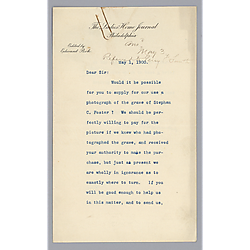 The Ladies' Home Journal
Philadelphia
Edited by
Edward Bok
May 1, 1900.
Dear Sir:
Would it be possible
for you to supply for our use a
photograph of the grave of Stephen
C. Foster? We should be per-
fectly willing to pay for the
picture if we knew who had photo-
graphed the grave, and received
your authority to make the pur-
chase, but just at present we
are wholly in ignorance as to
exactly where to turn. If you
will be good enough to help us
in this matter, and to send us,